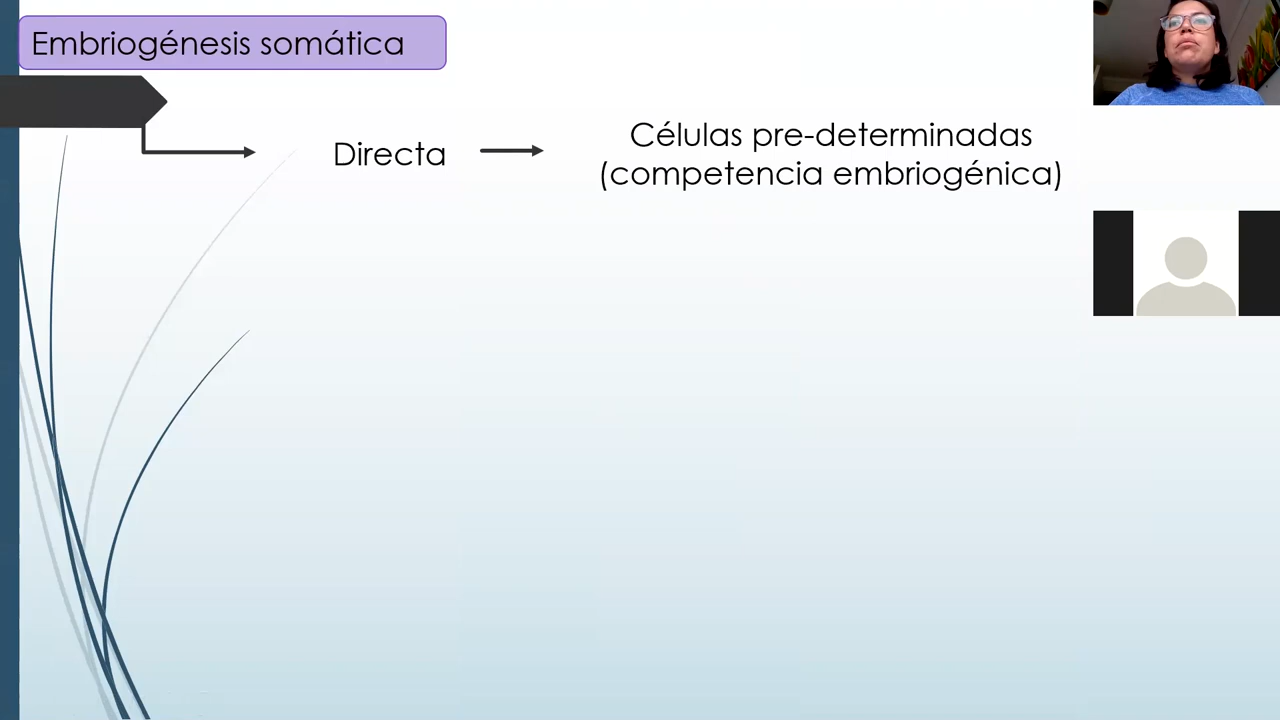 Embriogénesis somática
Directa
Células pre-determinadas
(competencia embriogénica)